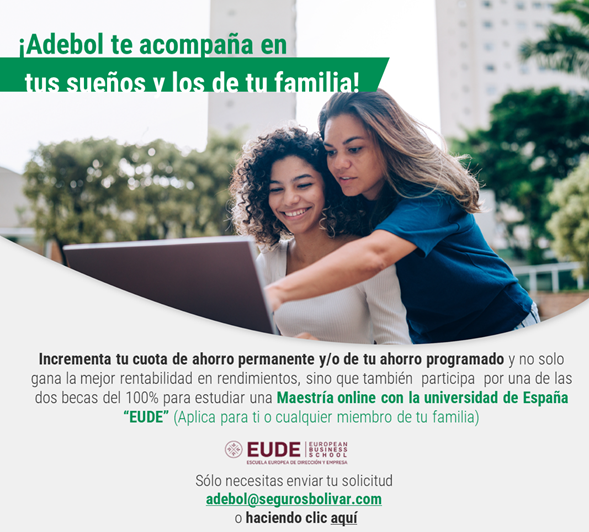 ¡Adebol te acompaña en
tus sueños y los de tu familia!
Incrementa tu cuota de ahorro permanente y/o de tu ahorro programado y no solo
gana la mejor rentabilidad en rendimientos, sino que también participa por una de las
dos becas del 100% para estudiar una Maestría online con la universidad de España
“EUDE” (Aplica para ti o cualquier miembro de tu familia)
EUDE EUROPEAN
BUSINESS
SCHOOL
ESCUELA EUROPEA DE DIRECCIÓN Y EMPRESA
Sólo necesitas enviar tu solicitud
adebol@segurosbolivar.com
o haciendo clic aquí